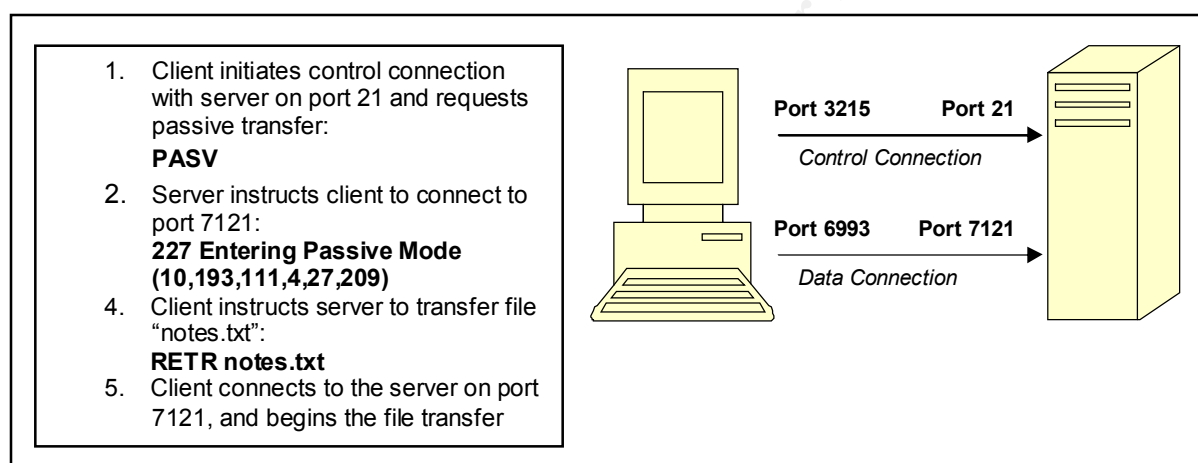 1. Client initiates control connection
with server on port 21 and requests
passive transfer:
PASV
2. Server instructs client to connect to
port 7121:
227 Entering Passive Mode
(10,193,111,4,27,209)
4. Client instructs server to transfer file
“notes.txt”:
RETR notes.txt
5. Client connects to the server on port
7121, and begins the file transfer
Port 3215 Port 21
Control Connection
Port 6993 Port 7121
Data Connection